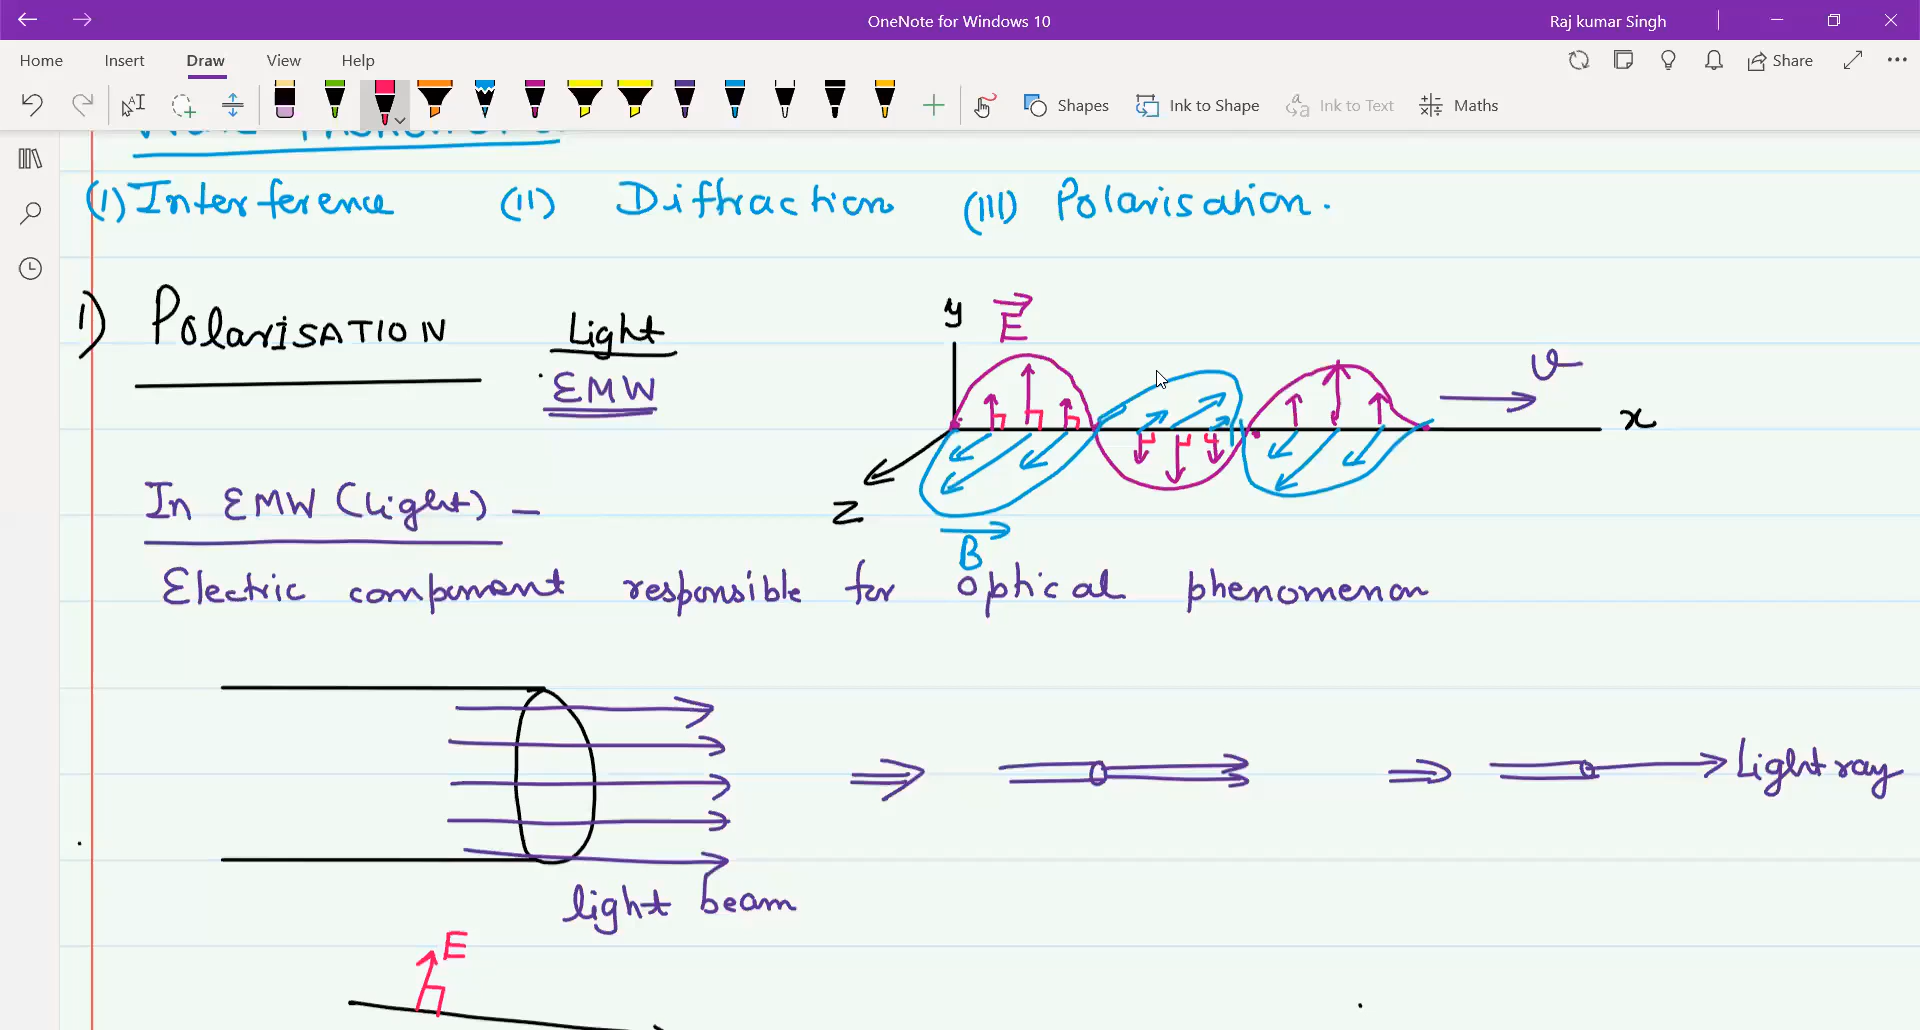 OneNote for Windows 10
Raj kumar Singh
Home Insert Draw View Help
Share
Shapes Ink to Shape Ink to Text Maths
(I) Interference (II) Diffraction (III) Polarisation.
1) POLARISATION Light
EMW
y E
v
x
z
B
In EMW (Light) –
Electric component responsible for optical phenomenon
Light ray
light beam
E